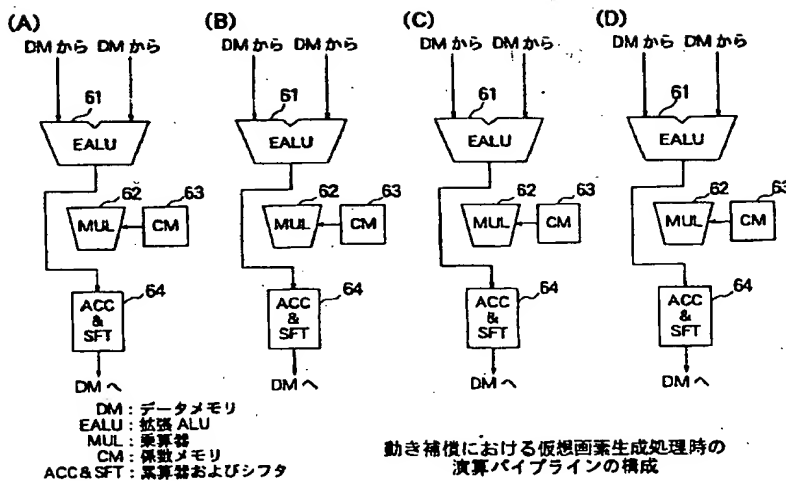 (A)
DM から DM から
61
EALU
62
63
MUL
CM
64
ACC
&
SFT
DM へ
(B)
DM から DM から
61
EALU
62
63
MUL
CM
64
ACC
&
SFT
DM へ
(C)
DM から DM から
61
EALU
62
63
MUL
CM
64
ACC
&
SFT
DM へ
(D)
DM から DM から
61
EALU
62
63
MUL
CM
64
ACC
&
SFT
DM へ
DM : データメモリ
EALU : 拡張 ALU
MUL : 乗算器
CM : 係数メモリ
ACC&SFT : 累算器およびシフタ
動き補償における仮想画素生成処理時の
演算パイプラインの構成